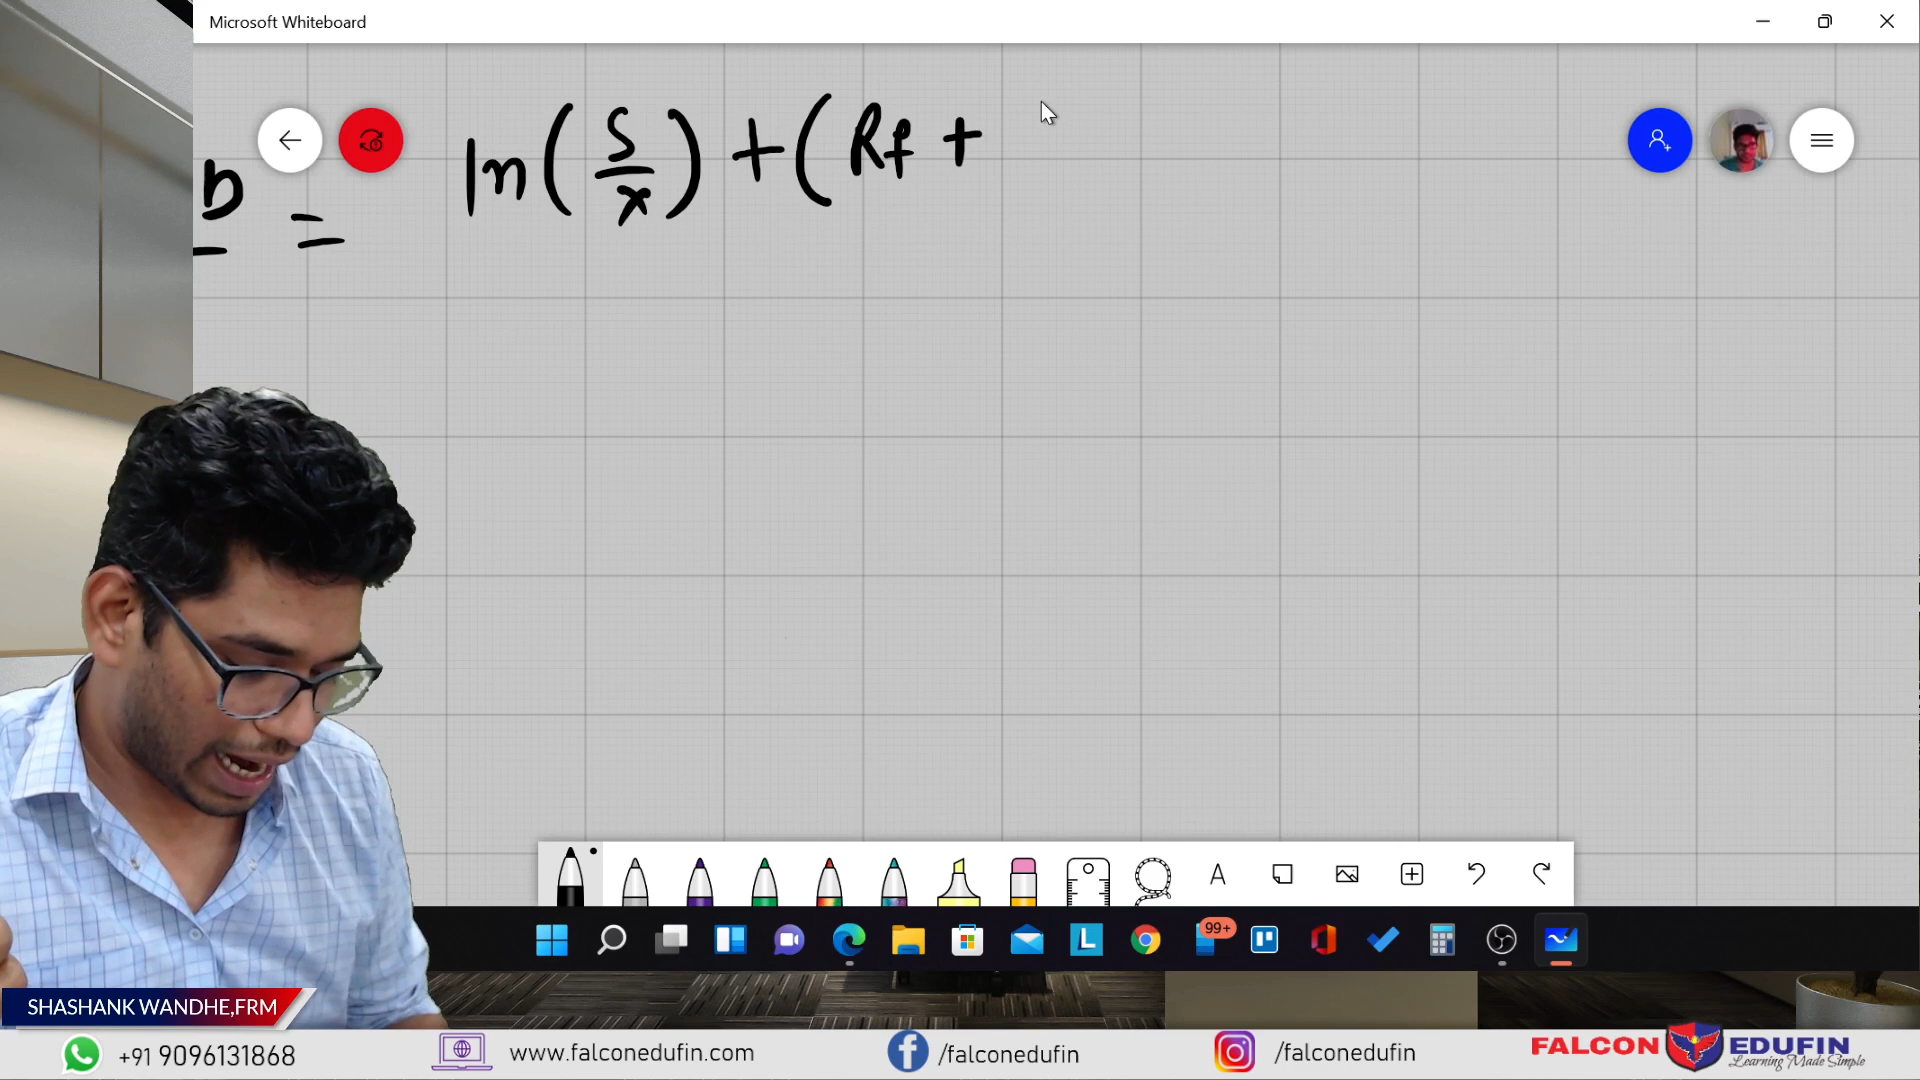 Microsoft Whiteboard
D = ln(S/x) + (Rf +
99+
SHASHANK WANDHE,FRM
+91 9096131868
www.falconedufin.com
/falconedufin
/falconedufin
FALCON EDUFIN
Learning Made Simple